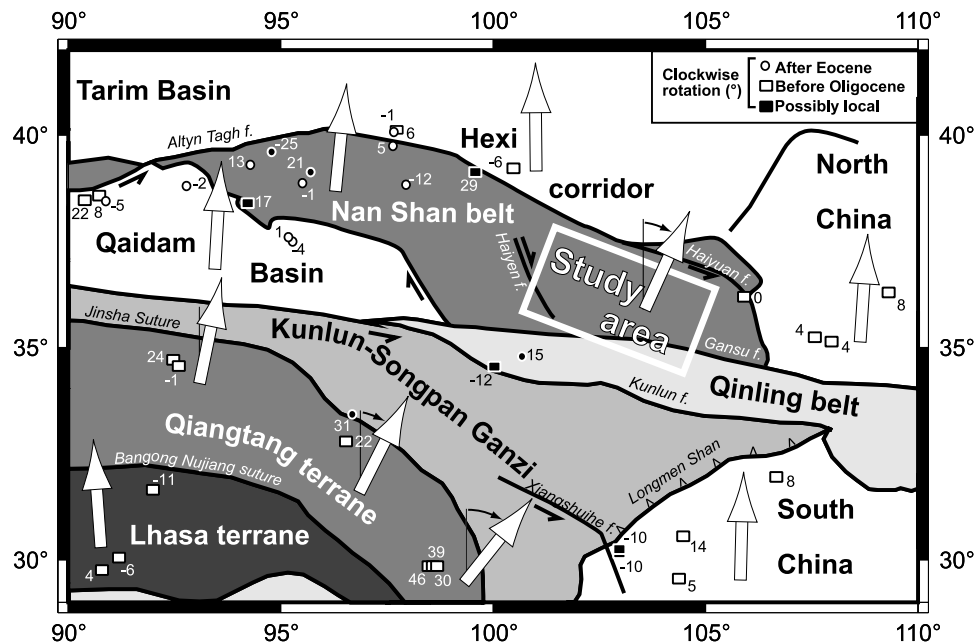 90°
95°
100°
105°
110°
Clockwise
rotation (°)
After Eocene
Before Oligocene
Possibly local
Tarim Basin
Altyn Tagh f.
-1
6
5
Hexi
-6
29
corridor
North
China
40°
40°
-25
13
21
-1
-12
-2
17
22
8
-5
Nan Shan belt
Qaidam
Basin
1
4
Haiyen f.
Study
area
Haiyuan f.
0
8
4
4
35°
35°
Jinsha Suture
Kunlun-Songpan Ganzi
Gansu f.
24
-1
15
-12
Kunlun f.
Qinling belt
31
22
Qiangtang terrane
Bangong Nujiang suture
-11
Xiangshuihe f.
Longmen Shan
8
South
China
Lhasa terrane
4
-6
39
46
30
-10
-10
14
5
30°
30°
90°
95°
100°
105°
110°